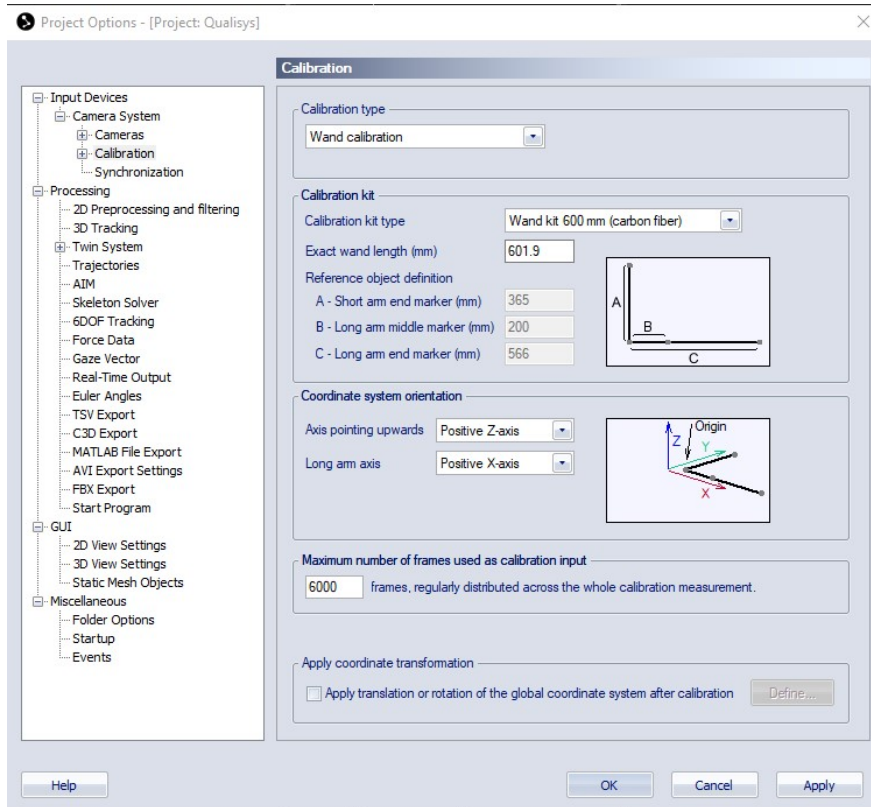 Project Options - [Project: Qualisys]
Calibration
Input Devices
Camera System
Cameras
Calibration
Synchronization
Processing
2D Preprocessing and filtering
3D Tracking
Twin System
Trajectories
AIM
Skeleton Solver
6DOF Tracking
Force Data
Gaze Vector
Real-Time Output
Euler Angles
TSV Export
C3D Export
MATLAB File Export
AVI Export Settings
FBX Export
Start Program
GUI
2D View Settings
3D View Settings
Static Mesh Objects
Miscellaneous
Folder Options
Startup
Events
Calibration type
Wand calibration
Calibration kit
Calibration kit type Wand kit 600 mm (carbon fiber)
Exact wand length (mm) 601.9
Reference object definition
A - Short arm end marker (mm) 365
B - Long arm middle marker (mm) 200
C - Long arm end marker (mm) 566
A
B
C
Coordinate system orientation
Axis pointing upwards Positive Z-axis
Long arm axis Positive X-axis
Origin
Z
Y
X
Maximum number of frames used as calibration input
6000 frames, regularly distributed across the whole calibration measurement.
Apply coordinate transformation
Apply translation or rotation of the global coordinate system after calibration Define...
Help OK Cancel Apply